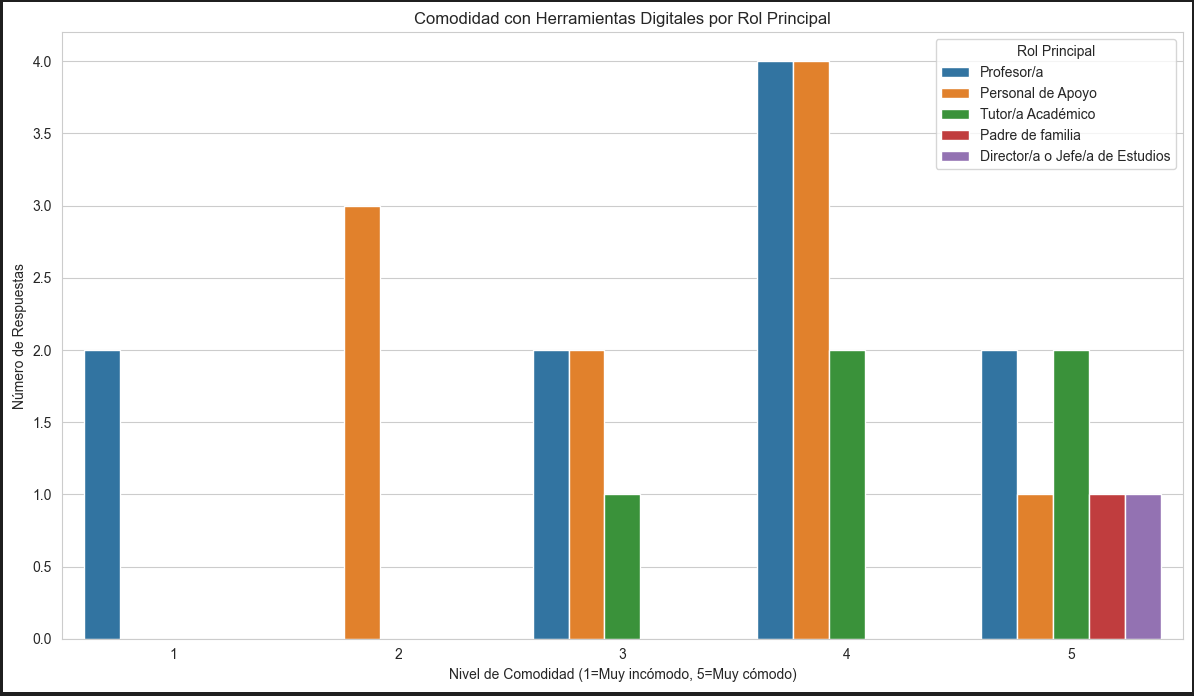 Comodidad con Herramientas Digitales por Rol Principal
Rol Principal
Profesor/a
Personal de Apoyo
Tutor/a Académico
Padre de familia
Director/a o Jefe/a de Estudios
Número de Respuestas
4.0
3.5
3.0
2.5
2.0
1.5
1.0
0.5
0.0
1 2 3 4 5
Nivel de Comodidad (1=Muy incómodo, 5=Muy cómodo)